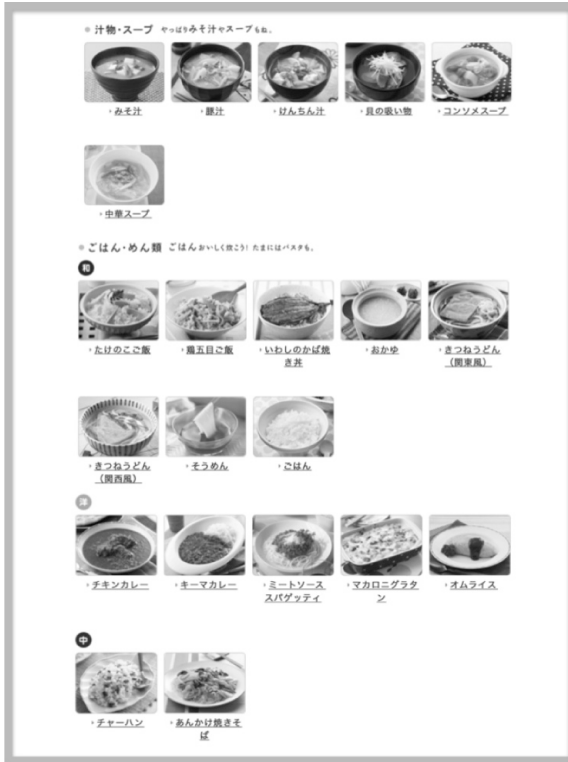 汁物・スープ やっぱりみそ汁やスープもね。
みそ汁
豚汁
けんちん汁
貝の吸い物
コンソメスープ
中華スープ
ごはん・めん類 ごはんおいしく炊こう！たまにはパスタも。
和
たけのこご飯
鶏五目ご飯
いわしのかば焼
き丼
おかゆ
きつねうどん
（関東風）
きつねうどん
（関西風）
そうめん
ごはん
洋
チキンカレー
キーマカレー
ミートソース
スパゲッティ
マカロニグラタ
ン
オムライス
中
チャーハン
あんかけ焼きそ
ば